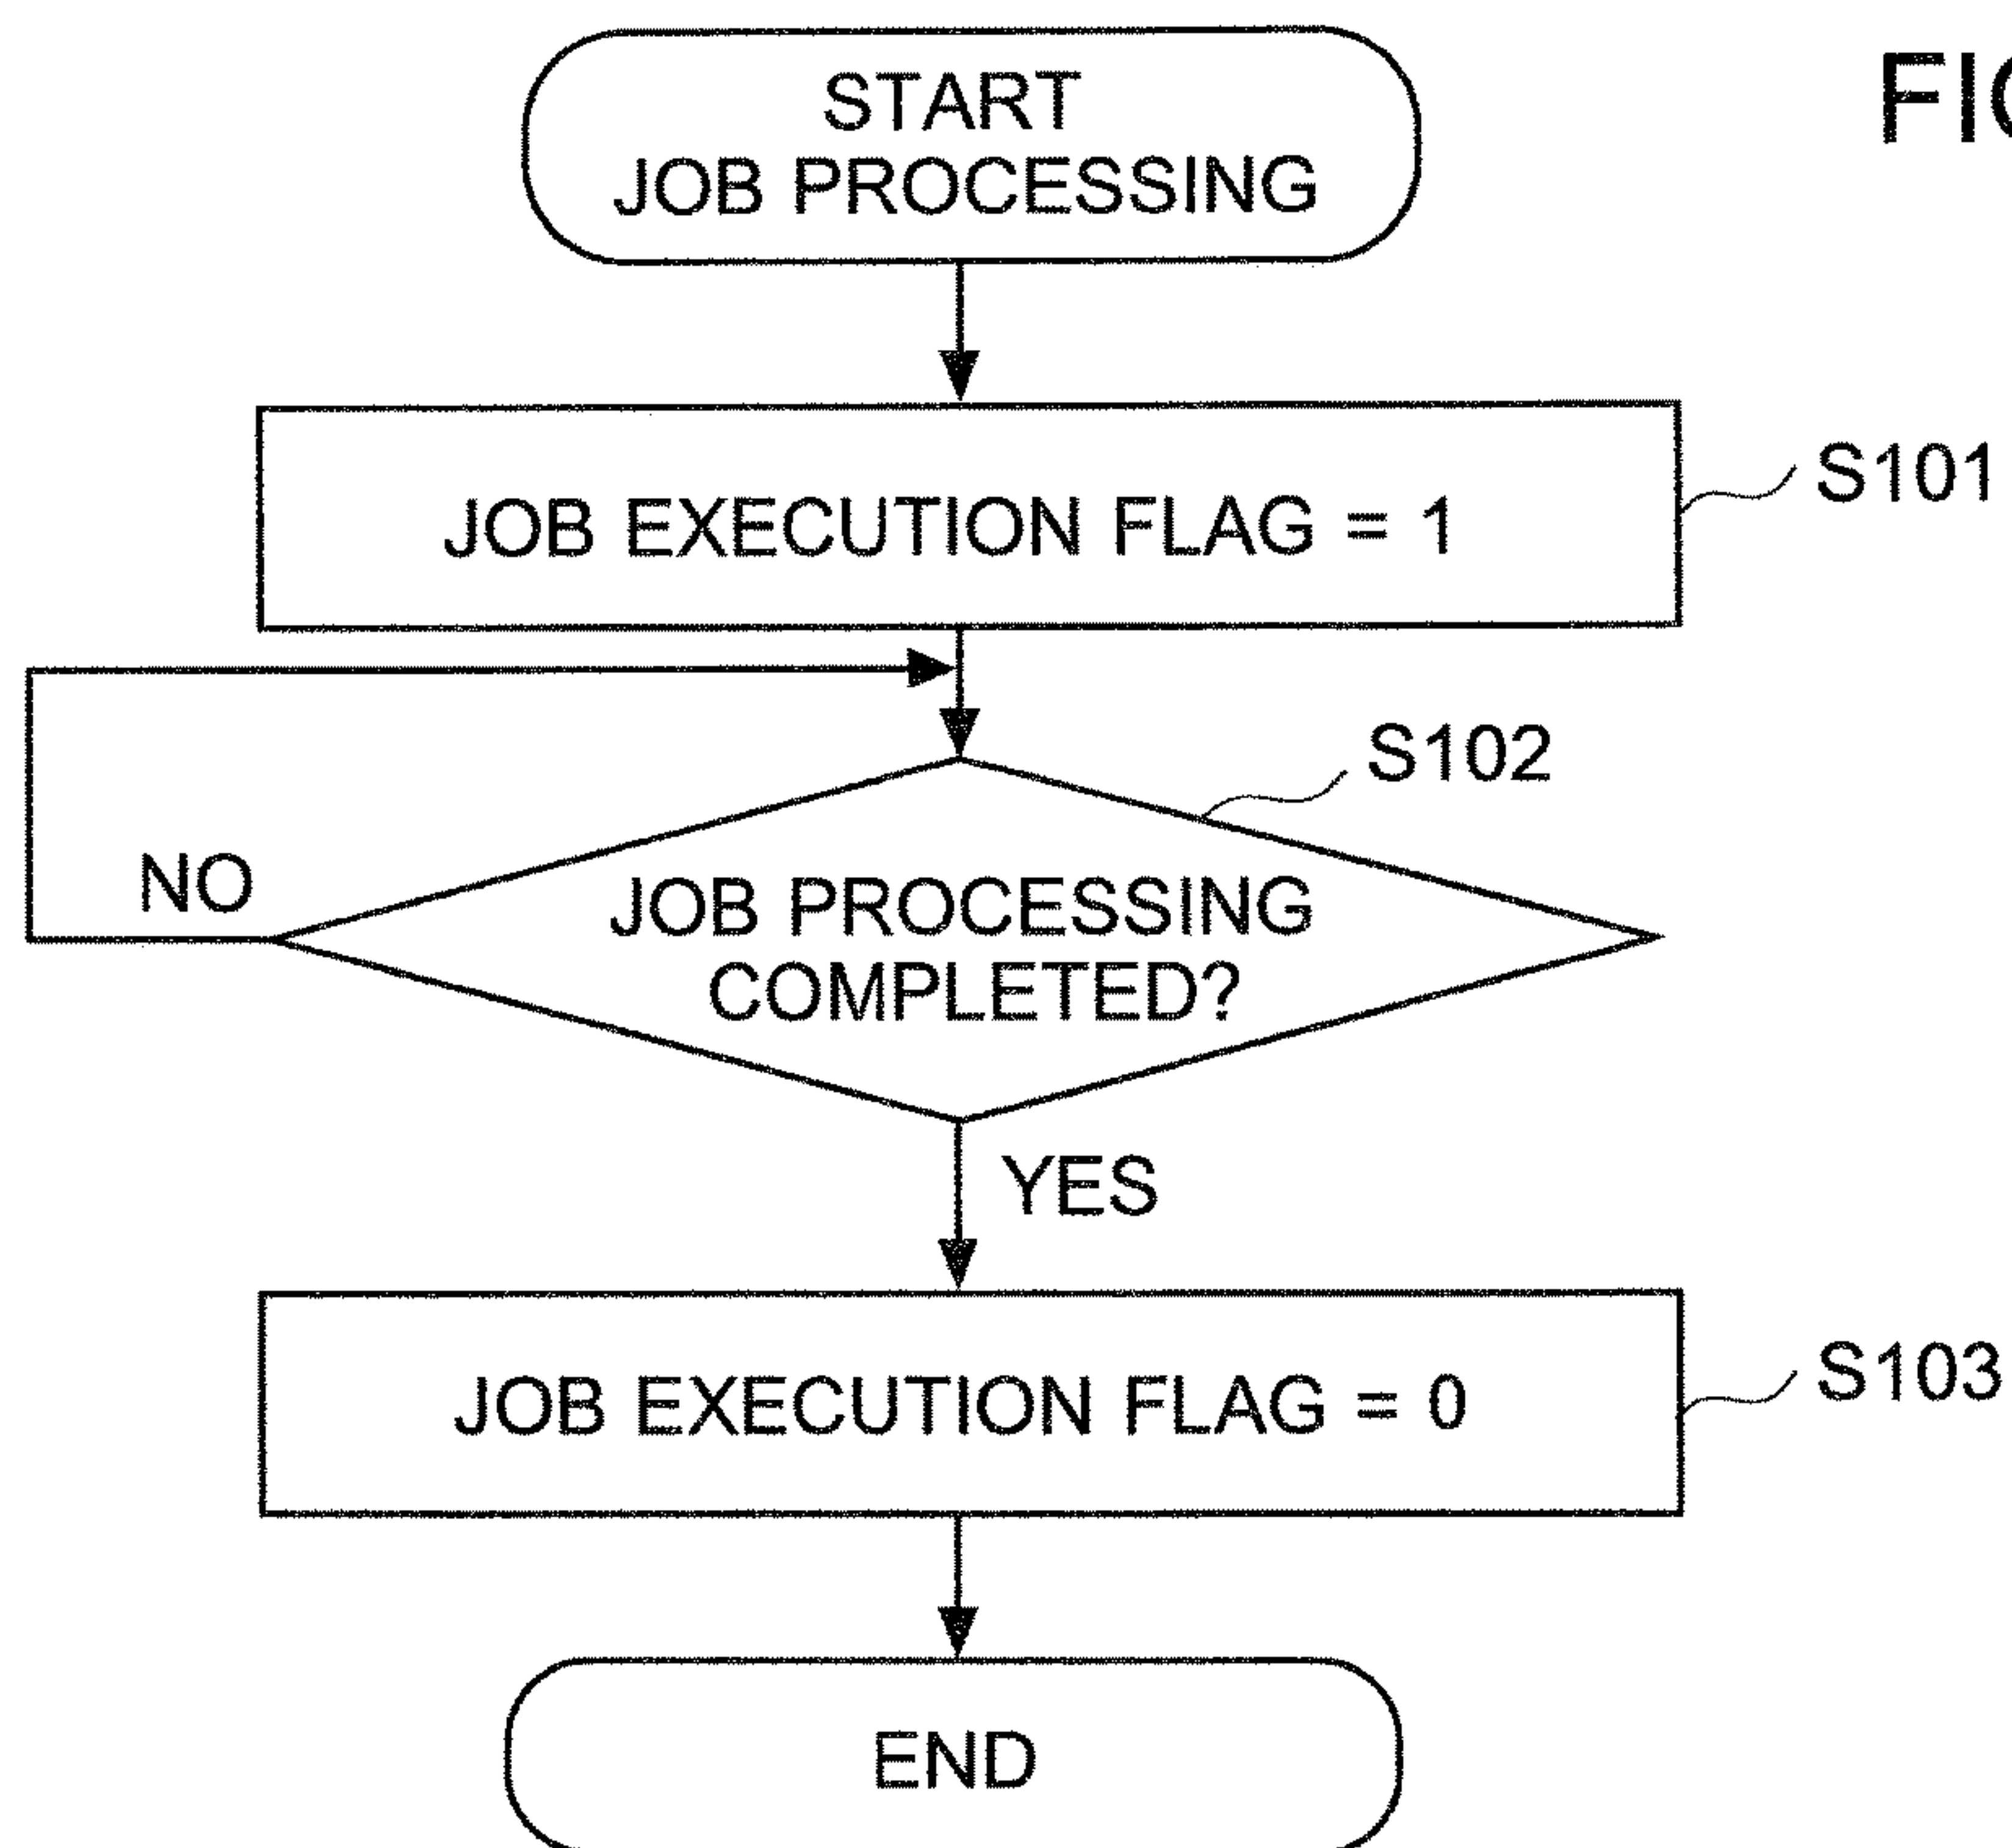 START
JOB PROCESSING
JOB EXECUTION FLAG = 1
S101
S102
NO
JOB PROCESSING
COMPLETED?
YES
JOB EXECUTION FLAG = 0
S103
END